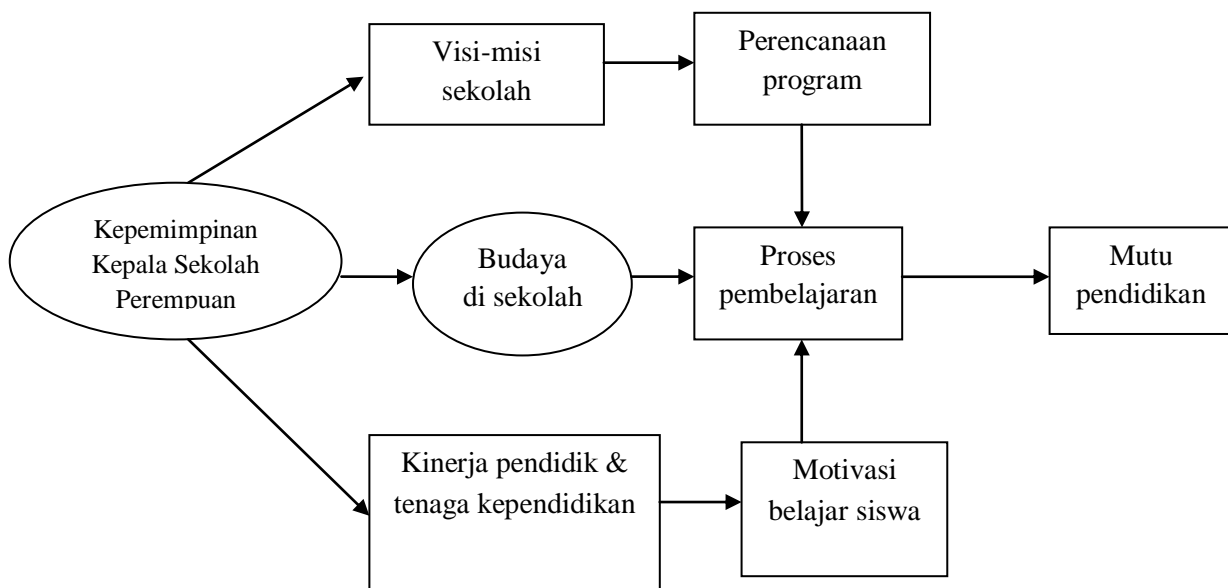 Visi-misi
sekolah
Perencanaan
program
Kepemimpinan
Kepala Sekolah
Perempuan
Budaya
di sekolah
Proses
pembelajaran
Mutu
pendidikan
Kinerja pendidik &
tenaga kependidikan
Motivasi
belajar siswa